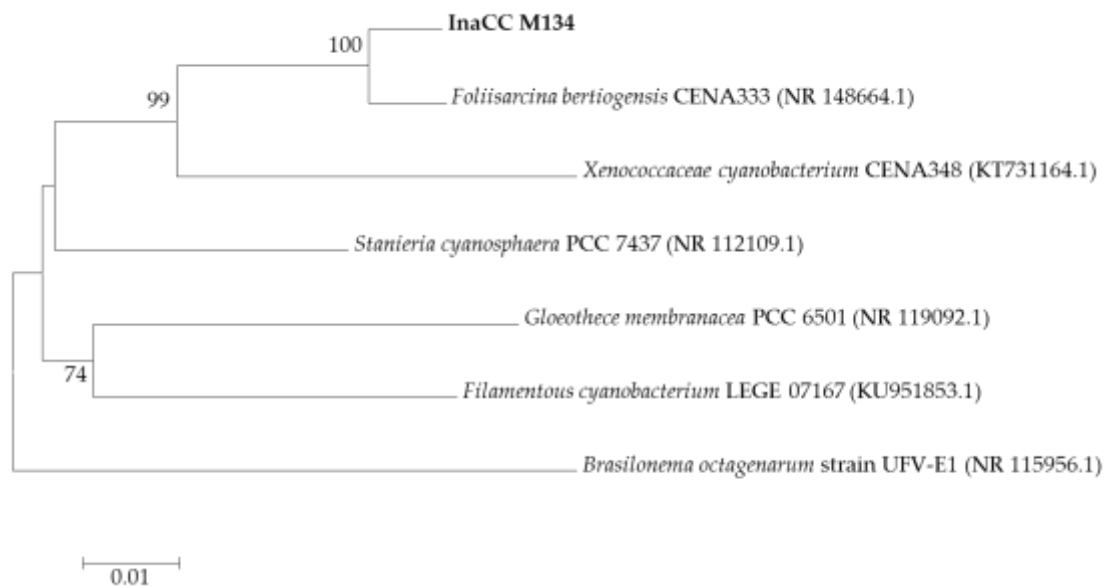 InaCC M134
100
Foliisarcina bertiogensis CENA333 (NR 148664.1)
99
Xenococcaceae cyanobacterium CENA348 (KT731164.1)
Stanieria cyanosphaera PCC 7437 (NR 112109.1)
Gloeothece membranacea PCC 6501 (NR 119092.1)
74
Filamentous cyanobacterium LEGE 07167 (KU951853.1)
Brasilonema octagenarum strain UFV-E1 (NR 115956.1)
0.01